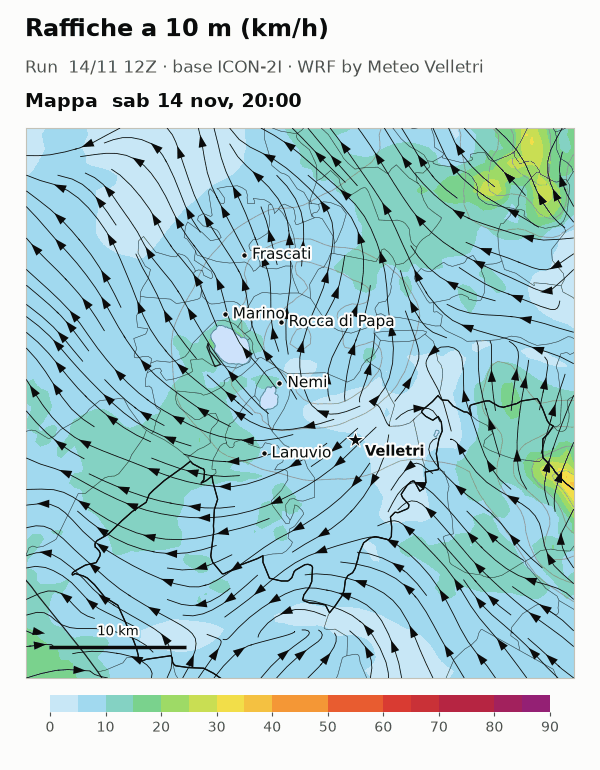 Raffiche a 10 m (km/h)
Run  14/11 12Z · base ICON-2I · WRF by Meteo Velletri
Mappa  sab 14 nov, 20:00
Frascati
Marino
Rocca di Papa
Nemi
Velletri
Lanuvio
10 km
0 10 20 30 40 50 60 70 80 90